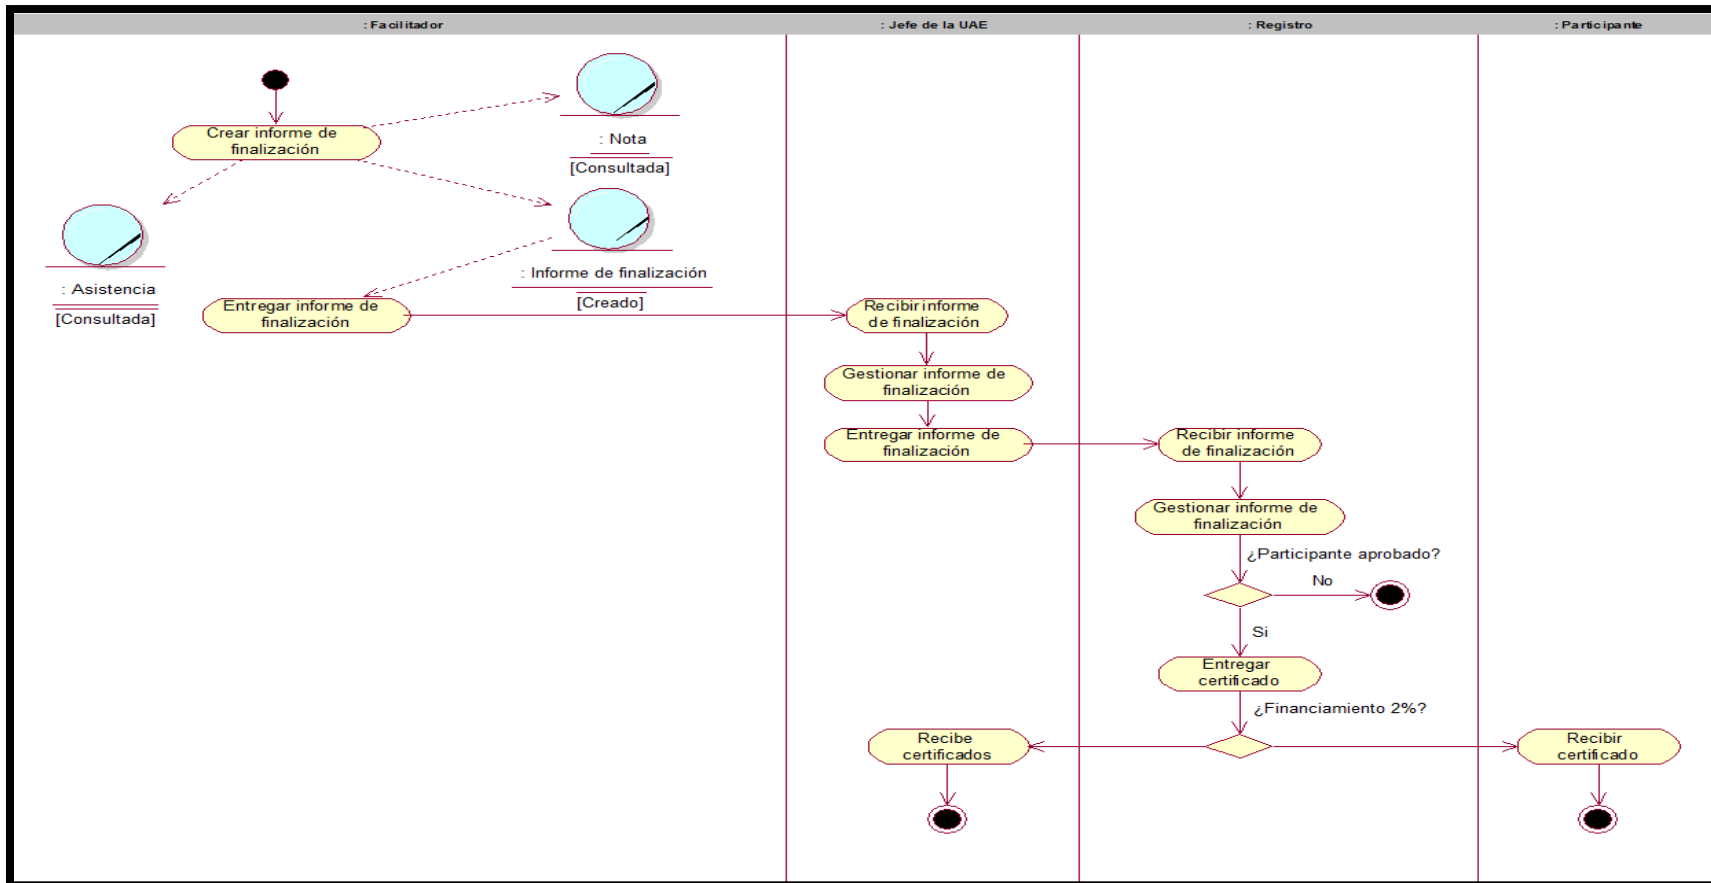 : Facilitador
: Jefe de la UAE
: Registro
: Participante
Crear informe de
finalización
: Nota
[Consultada]
: Asistencia
[Consultada]
: Informe de finalización
[Creado]
Entregar informe de
finalización
Recibir informe
de finalización
Gestionar informe de
finalización
Entregar informe de
finalización
Recibir informe
de finalización
Gestionar informe de
finalización
¿Participante aprobado?
No
Si
Entregar
certificado
¿Financiamiento 2%?
Recibe
certificados
Recibir
certificado